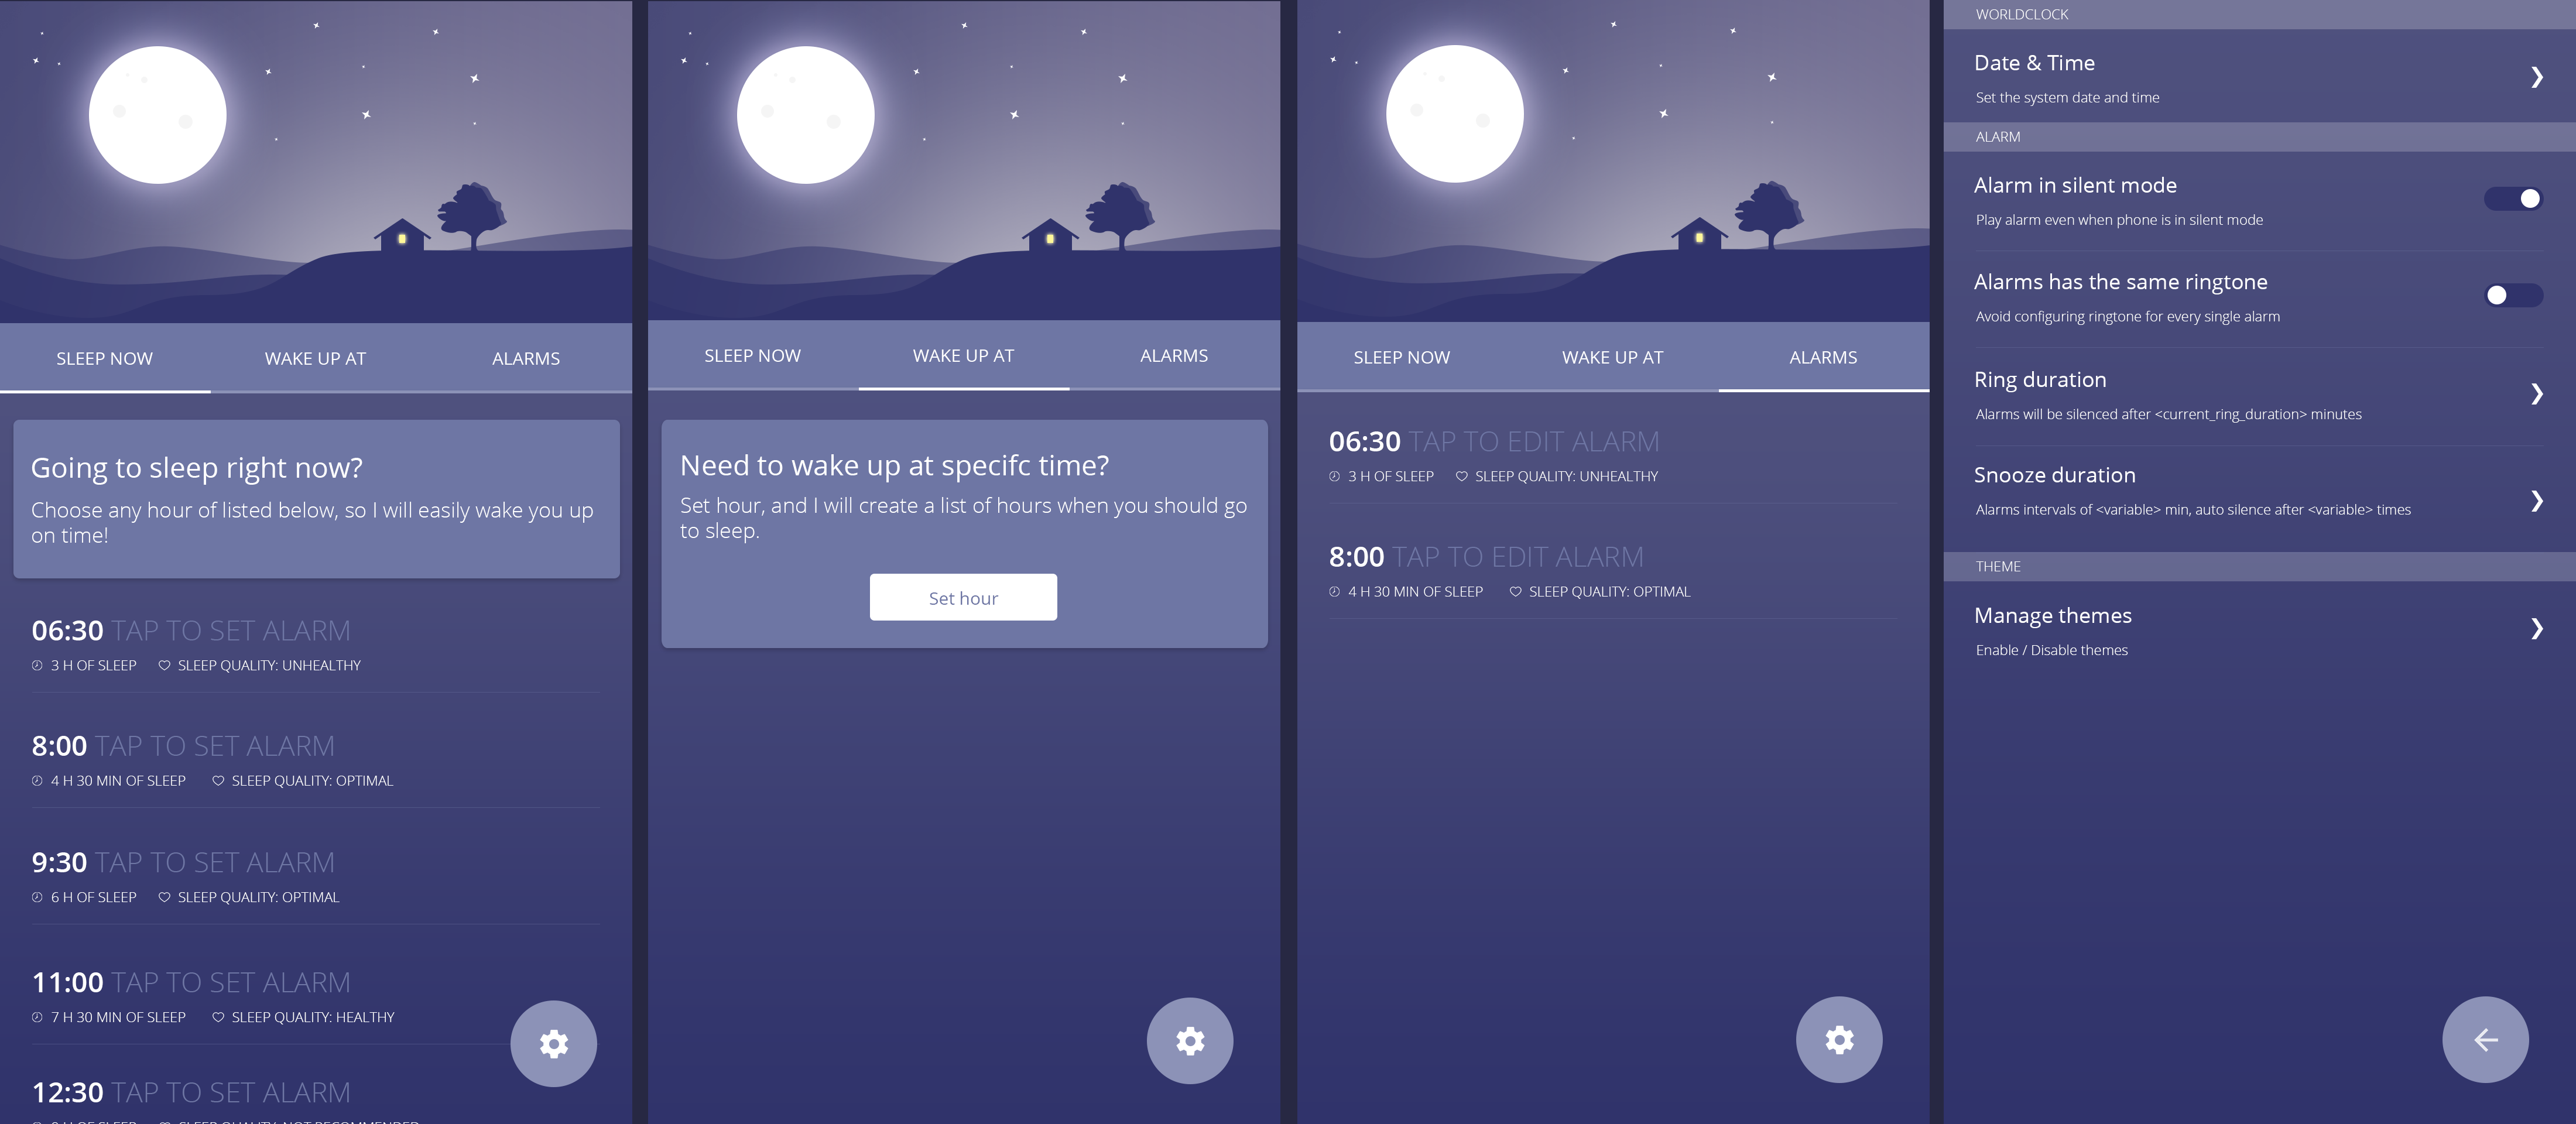 SLEEP NOW WAKE UP AT ALARMS
Going to sleep right now?
Choose any hour of listed below, so I will easily wake you up
on time!
06:30 TAP TO SET ALARM
3 H OF SLEEP SLEEP QUALITY: UNHEALTHY
8:00 TAP TO SET ALARM
4 H 30 MIN OF SLEEP SLEEP QUALITY: OPTIMAL
9:30 TAP TO SET ALARM
6 H OF SLEEP SLEEP QUALITY: OPTIMAL
11:00 TAP TO SET ALARM
7 H 30 MIN OF SLEEP SLEEP QUALITY: HEALTHY
12:30 TAP TO SET ALARM
9 H OF SLEEP SLEEP QUALITY: NOT RECOMMENDED
SLEEP NOW WAKE UP AT ALARMS
Need to wake up at specifc time?
Set hour, and I will create a list of hours when you should go
to sleep.
Set hour
SLEEP NOW WAKE UP AT ALARMS
06:30 TAP TO EDIT ALARM
3 H OF SLEEP SLEEP QUALITY: UNHEALTHY
8:00 TAP TO EDIT ALARM
4 H 30 MIN OF SLEEP SLEEP QUALITY: OPTIMAL
WORLDCLOCK
Date & Time
Set the system date and time
ALARM
Alarm in silent mode
Play alarm even when phone is in silent mode
Alarms has the same ringtone
Avoid configuring ringtone for every single alarm
Ring duration
Alarms will be silenced after <current_ring_duration> minutes
Snooze duration
Alarms intervals of <variable> min, auto silence after <variable> times
THEME
Manage themes
Enable / Disable themes